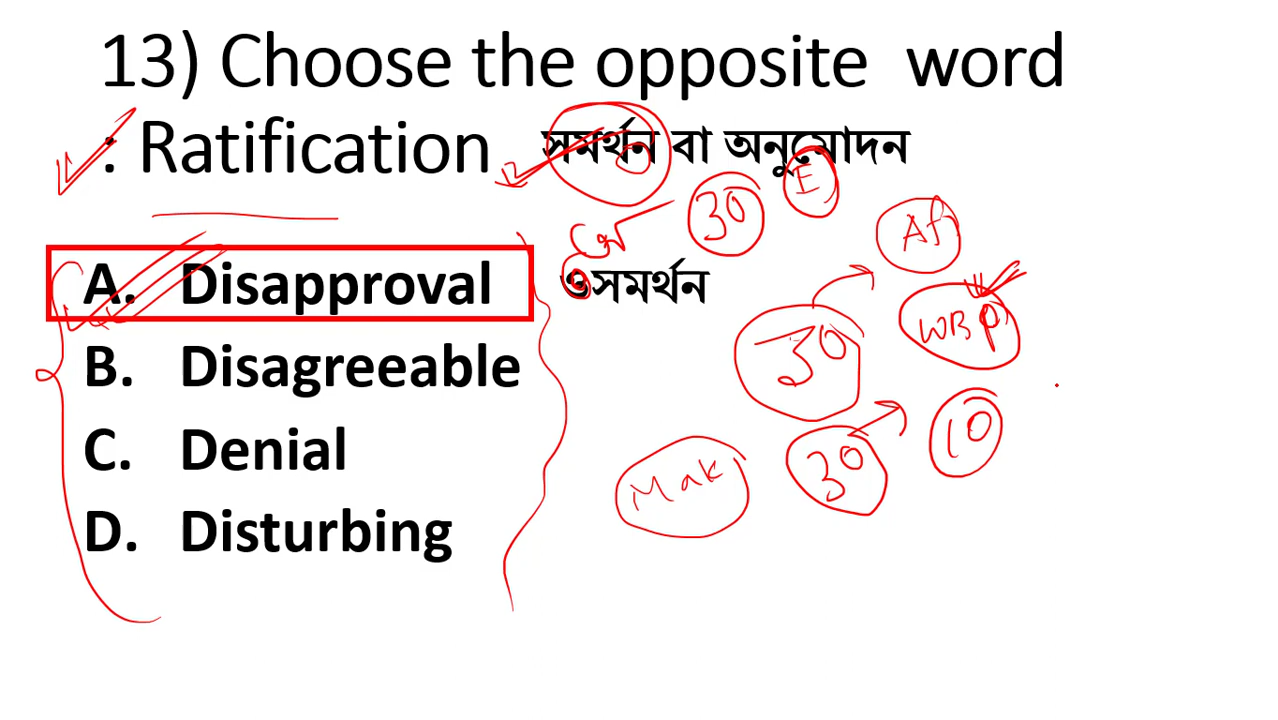 13) Choose the opposite word
: Ratification সমর্থন বা অনুমোদন
E
30
Af
A. Disapproval ওসমর্থন
WBP
30
B. Disagreeable
10
C. Denial
30
Mak
D. Disturbing